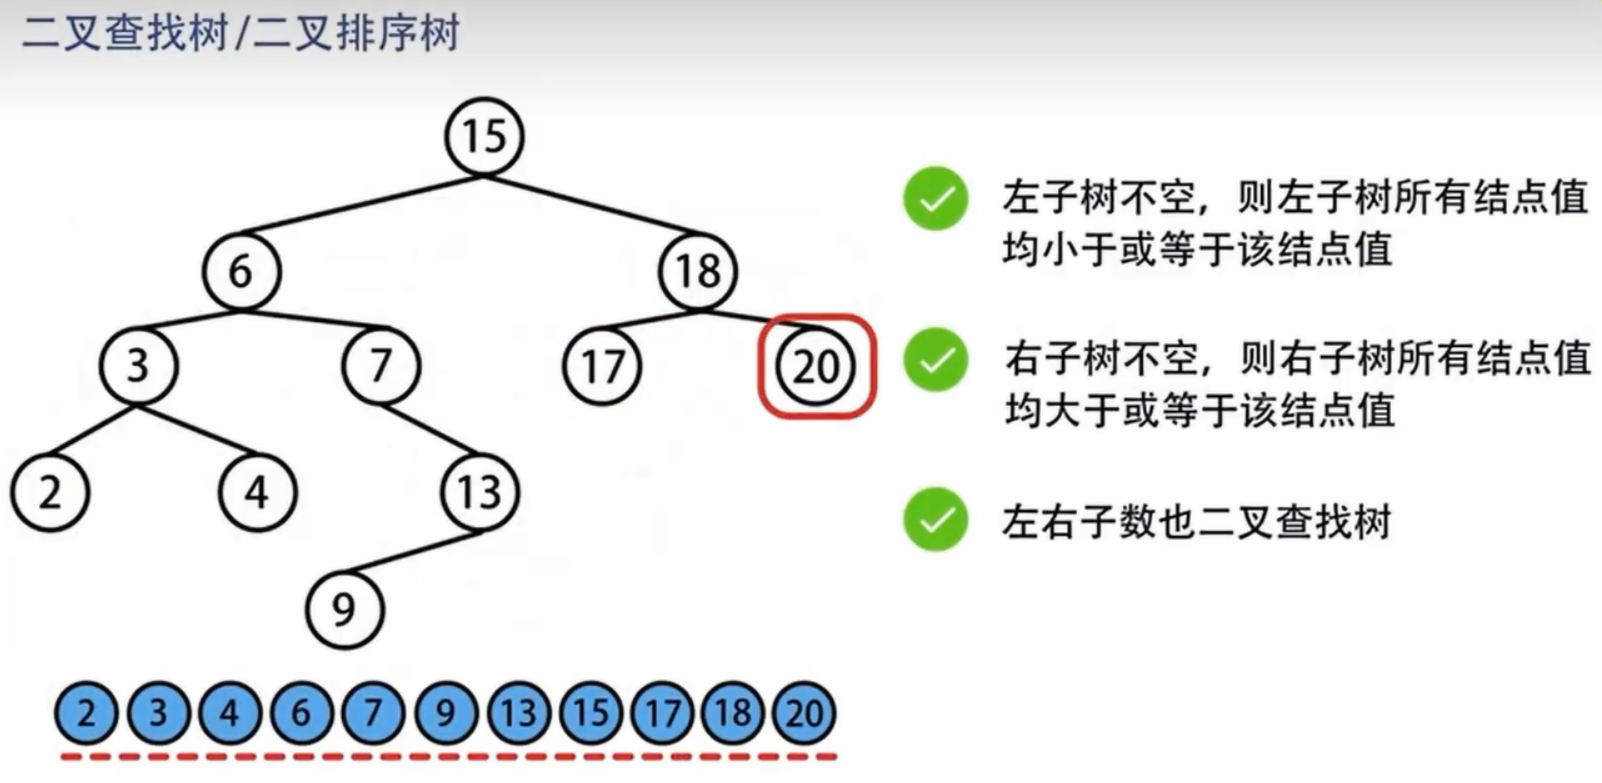 二叉查找树/二叉排序树
15
6
18
3
7
17
20
2
4
13
9
2 3 4 6 7 9 13 15 17 18 20
左子树不空，则左子树所有结点值
均小于或等于该结点值
右子树不空，则右子树所有结点值
均大于或等于该结点值
左右子数也二叉查找树